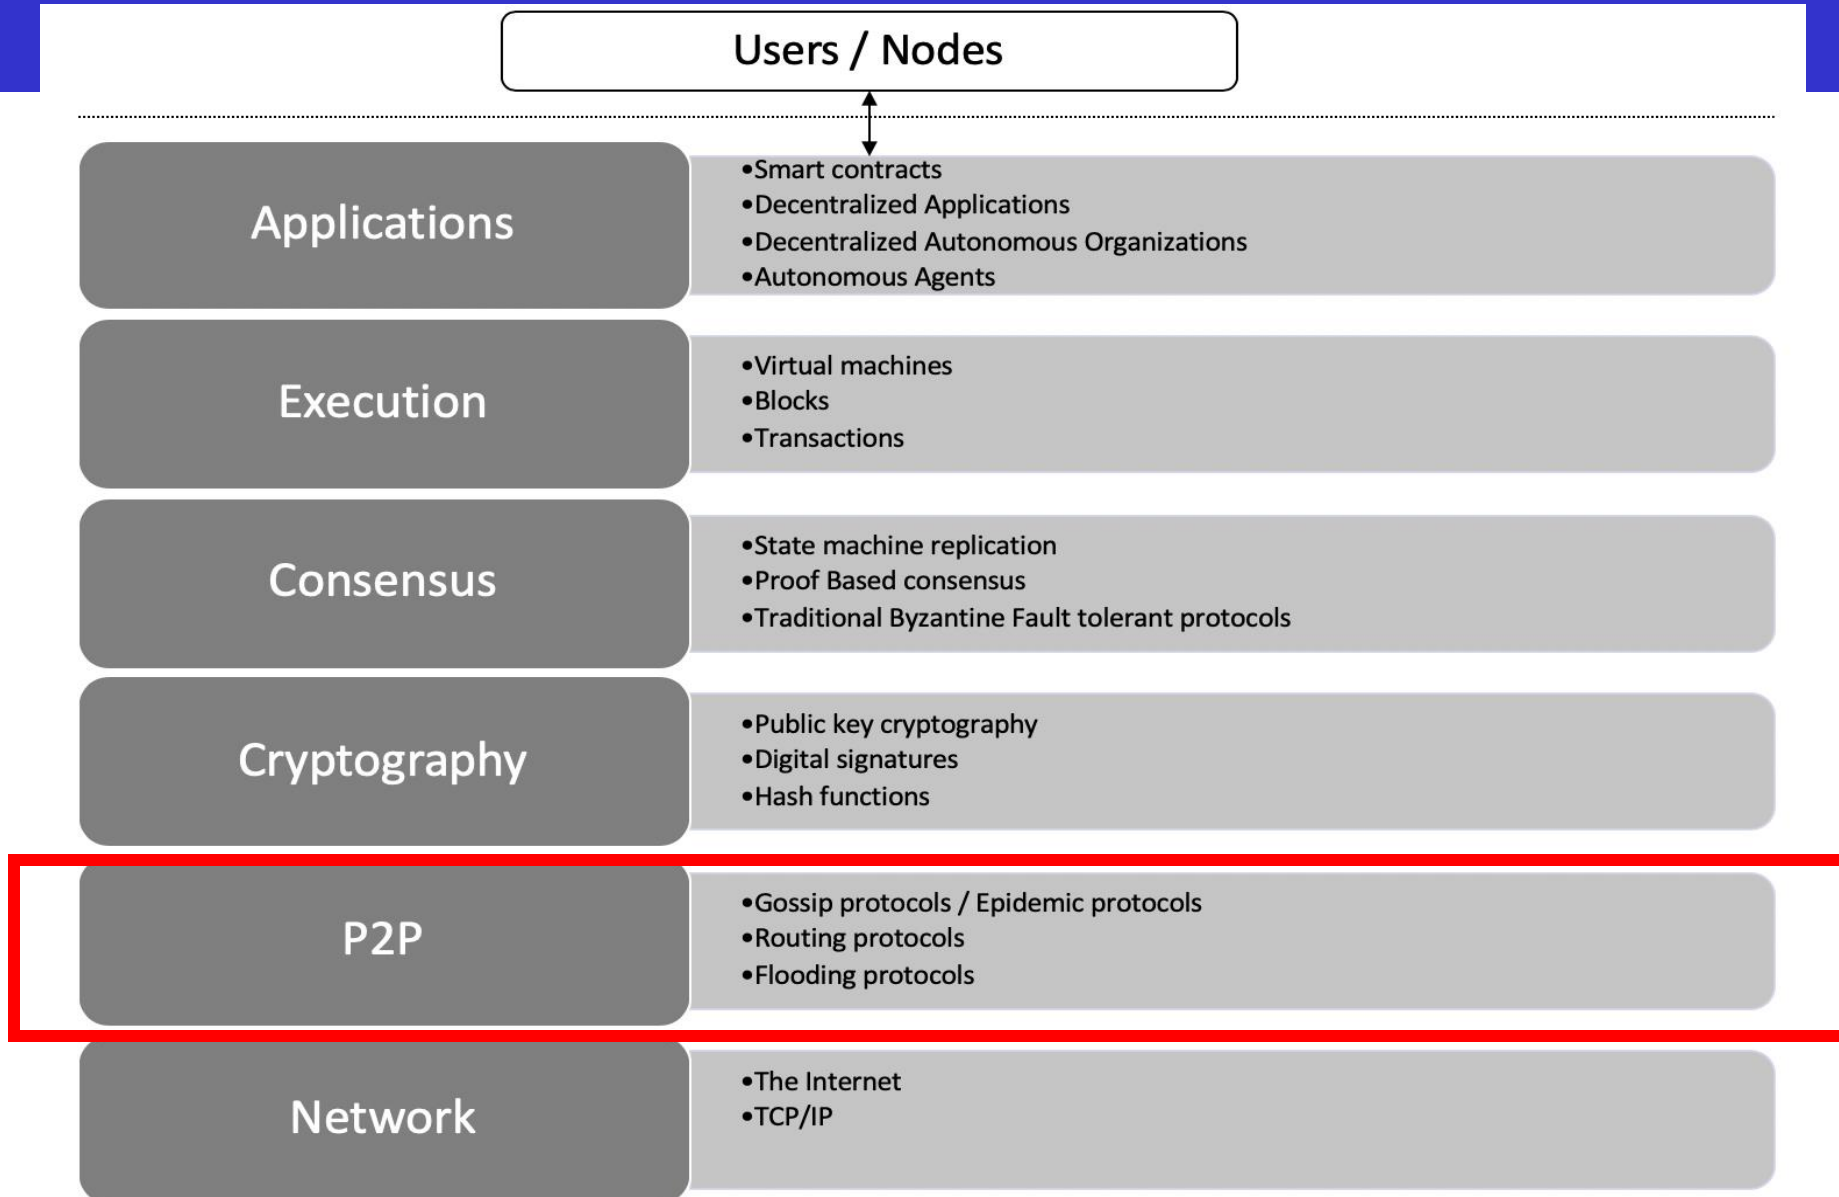 Users / Nodes
Applications
•Smart contracts
•Decentralized Applications
•Decentralized Autonomous Organizations
•Autonomous Agents
Execution
•Virtual machines
•Blocks
•Transactions
Consensus
•State machine replication
•Proof Based consensus
•Traditional Byzantine Fault tolerant protocols
Cryptography
•Public key cryptography
•Digital signatures
•Hash functions
P2P
•Gossip protocols / Epidemic protocols
•Routing protocols
•Flooding protocols
Network
•The Internet
•TCP/IP